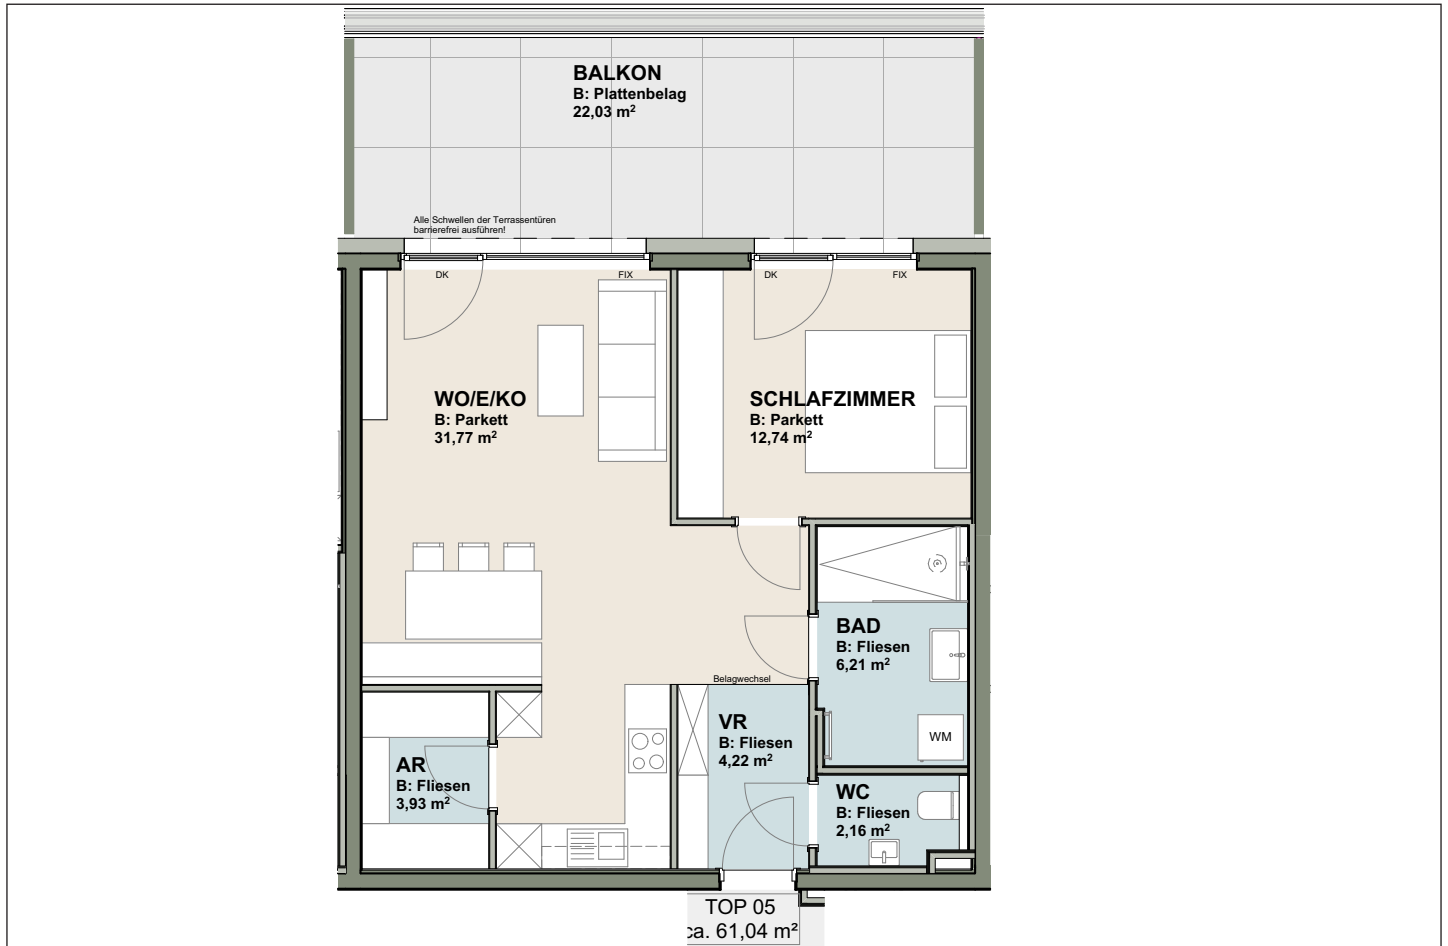 BALKON
B: Plattenbelag
22,03 m²
Alle Schwellen der Terrassentüren
barrierefrei ausführen!
DK
FIX
DK
FIX
WO/E/KO
B: Parkett
31,77 m²
SCHLAFZIMMER
B: Parkett
12,74 m²
BAD
B: Fliesen
6,21 m²
WM
Belagwechsel
VR
B: Fliesen
4,22 m²
AR
B: Fliesen
3,93 m²
WC
B: Fliesen
2,16 m²
TOP 05
ca. 61,04 m²